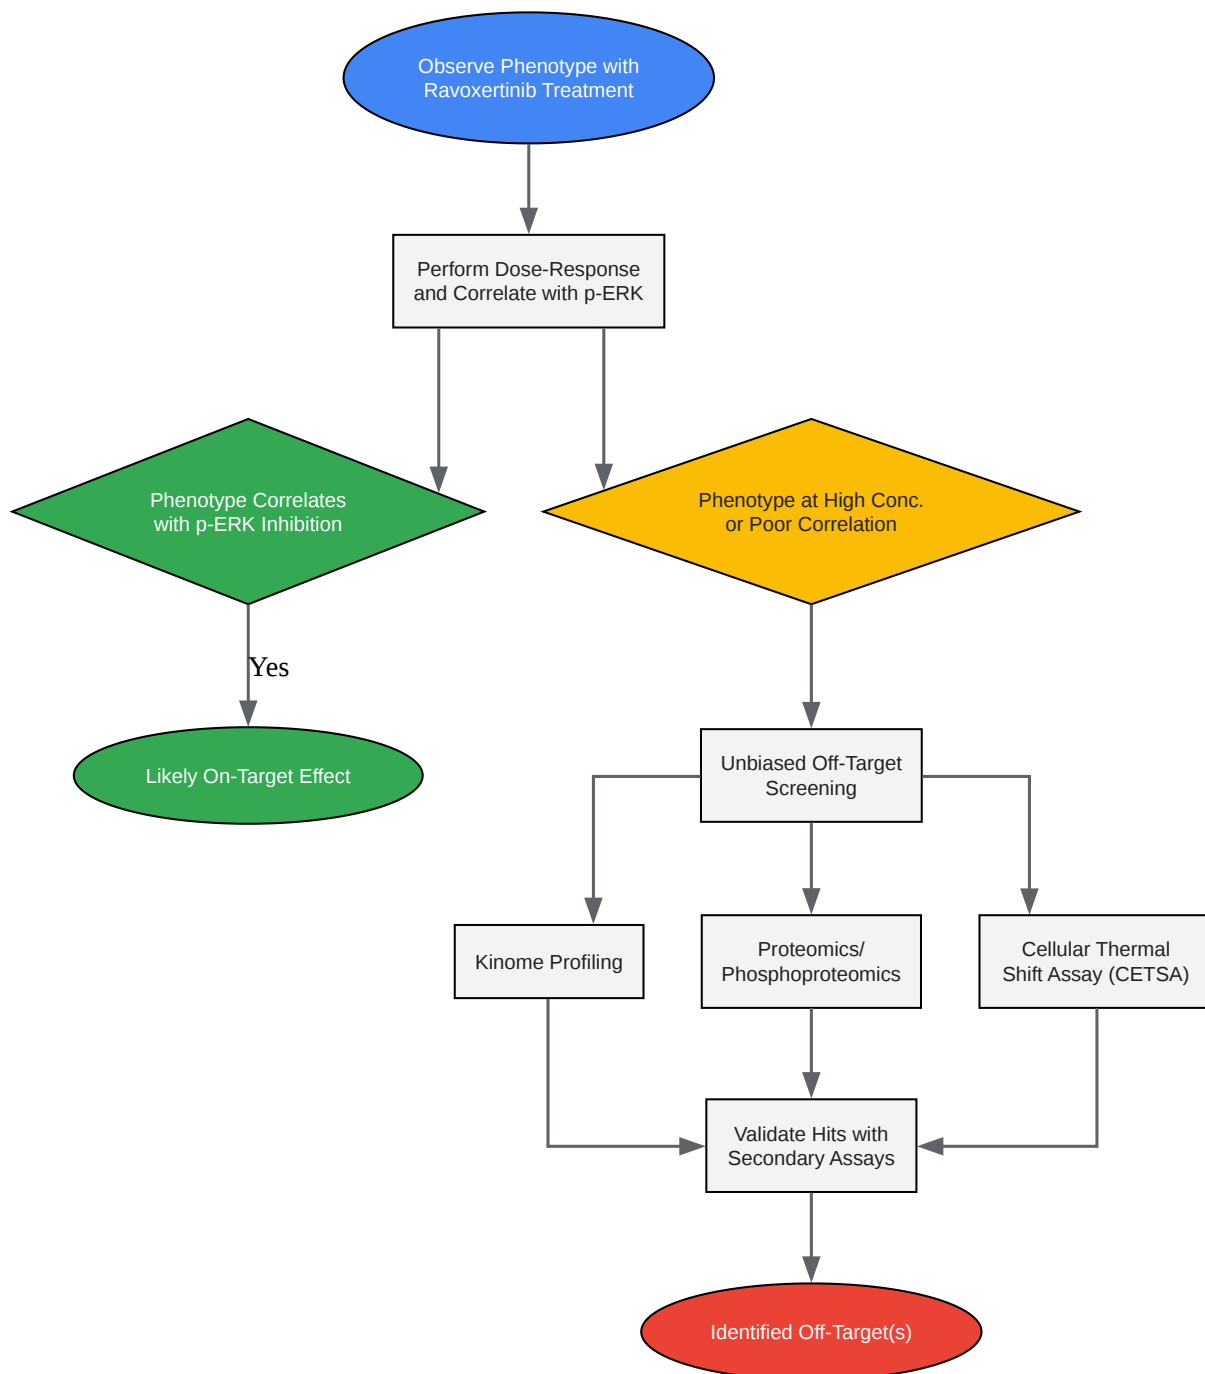 Observe Phenotype with
Ravoxertinib Treatment
Perform Dose-Response
and Correlate with p-ERK
Phenotype Correlates
with p-ERK Inhibition
Phenotype at High Conc.
or Poor Correlation
Yes
Likely On-Target Effect
Unbiased Off-Target
Screening
Kinome Profiling
Proteomics/
Phosphoproteomics
Cellular Thermal
Shift Assay (CETSA)
Validate Hits with
Secondary Assays
Identified Off-Target(s)